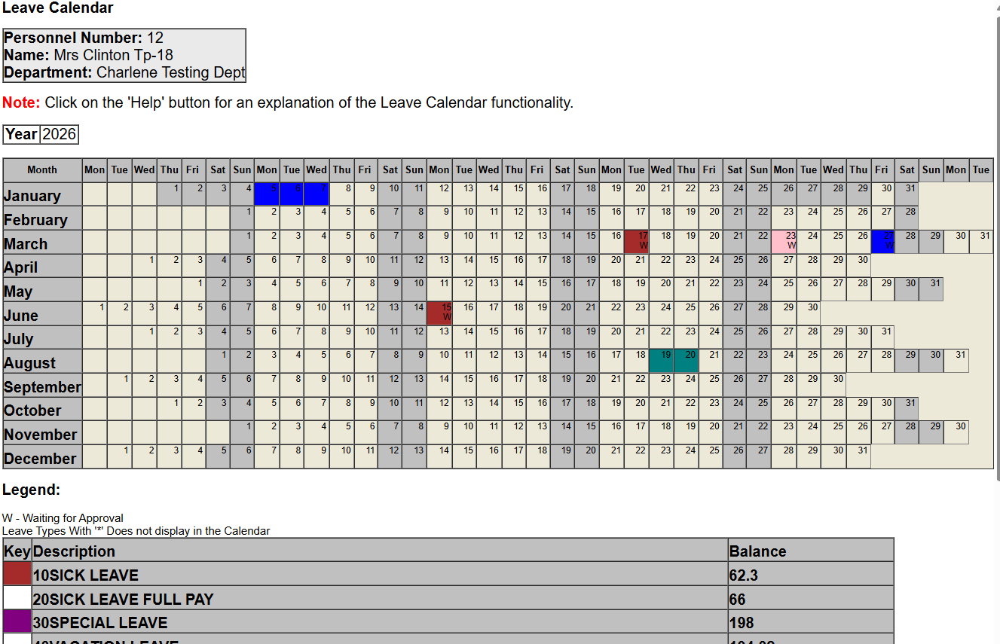 Leave Calendar
Personnel Number: 12
Name: Mrs Clinton Tp-18
Department: Charlene Testing Dept
Note: Click on the 'Help' button for an explanation of the Leave Calendar functionality.
Year 2026
Month Mon Tue Wed Thu Fri Sat Sun Mon Tue Wed Thu Fri Sat Sun Mon Tue Wed Thu Fri Sat Sun Mon Tue Wed Thu Fri Sat Sun Mon Tue Wed Thu Fri Sat Sun Mon Tue
January 1 2 3 4 5 6 7 8 9 10 11 12 13 14 15 16 17 18 19 20 21 22 23 24 25 26 27 28 29 30 31
February 1 2 3 4 5 6 7 8 9 10 11 12 13 14 15 16 17 18 19 20 21 22 23 24 25 26 27 28
March 1 2 3 4 5 6 7 8 9 10 11 12 13 14 15 16 17 W 18 19 20 21 22 23 W 24 25 26 27 W 28 29 30 31
April 1 2 3 4 5 6 7 8 9 10 11 12 13 14 15 16 17 18 19 20 21 22 23 24 25 26 27 28 29 30
May 1 2 3 4 5 6 7 8 9 10 11 12 13 14 15 16 17 18 19 20 21 22 23 24 25 26 27 28 29 30 31
June 1 2 3 4 5 6 7 8 9 10 11 12 13 14 15 W 16 17 18 19 20 21 22 23 24 25 26 27 28 29 30
July 1 2 3 4 5 6 7 8 9 10 11 12 13 14 15 16 17 18 19 20 21 22 23 24 25 26 27 28 29 30 31
August 1 2 3 4 5 6 7 8 9 10 11 12 13 14 15 16 17 18 19 20 21 22 23 24 25 26 27 28 29 30 31
September 1 2 3 4 5 6 7 8 9 10 11 12 13 14 15 16 17 18 19 20 21 22 23 24 25 26 27 28 29 30
October 1 2 3 4 5 6 7 8 9 10 11 12 13 14 15 16 17 18 19 20 21 22 23 24 25 26 27 28 29 30 31
November 1 2 3 4 5 6 7 8 9 10 11 12 13 14 15 16 17 18 19 20 21 22 23 24 25 26 27 28 29 30
December 1 2 3 4 5 6 7 8 9 10 11 12 13 14 15 16 17 18 19 20 21 22 23 24 25 26 27 28 29 30 31
Legend:
W - Waiting for Approval
Leave Types With '*' Does not display in the Calendar
Key Description Balance
10SICK LEAVE 62.3
20SICK LEAVE FULL PAY 66
30SPECIAL LEAVE 198